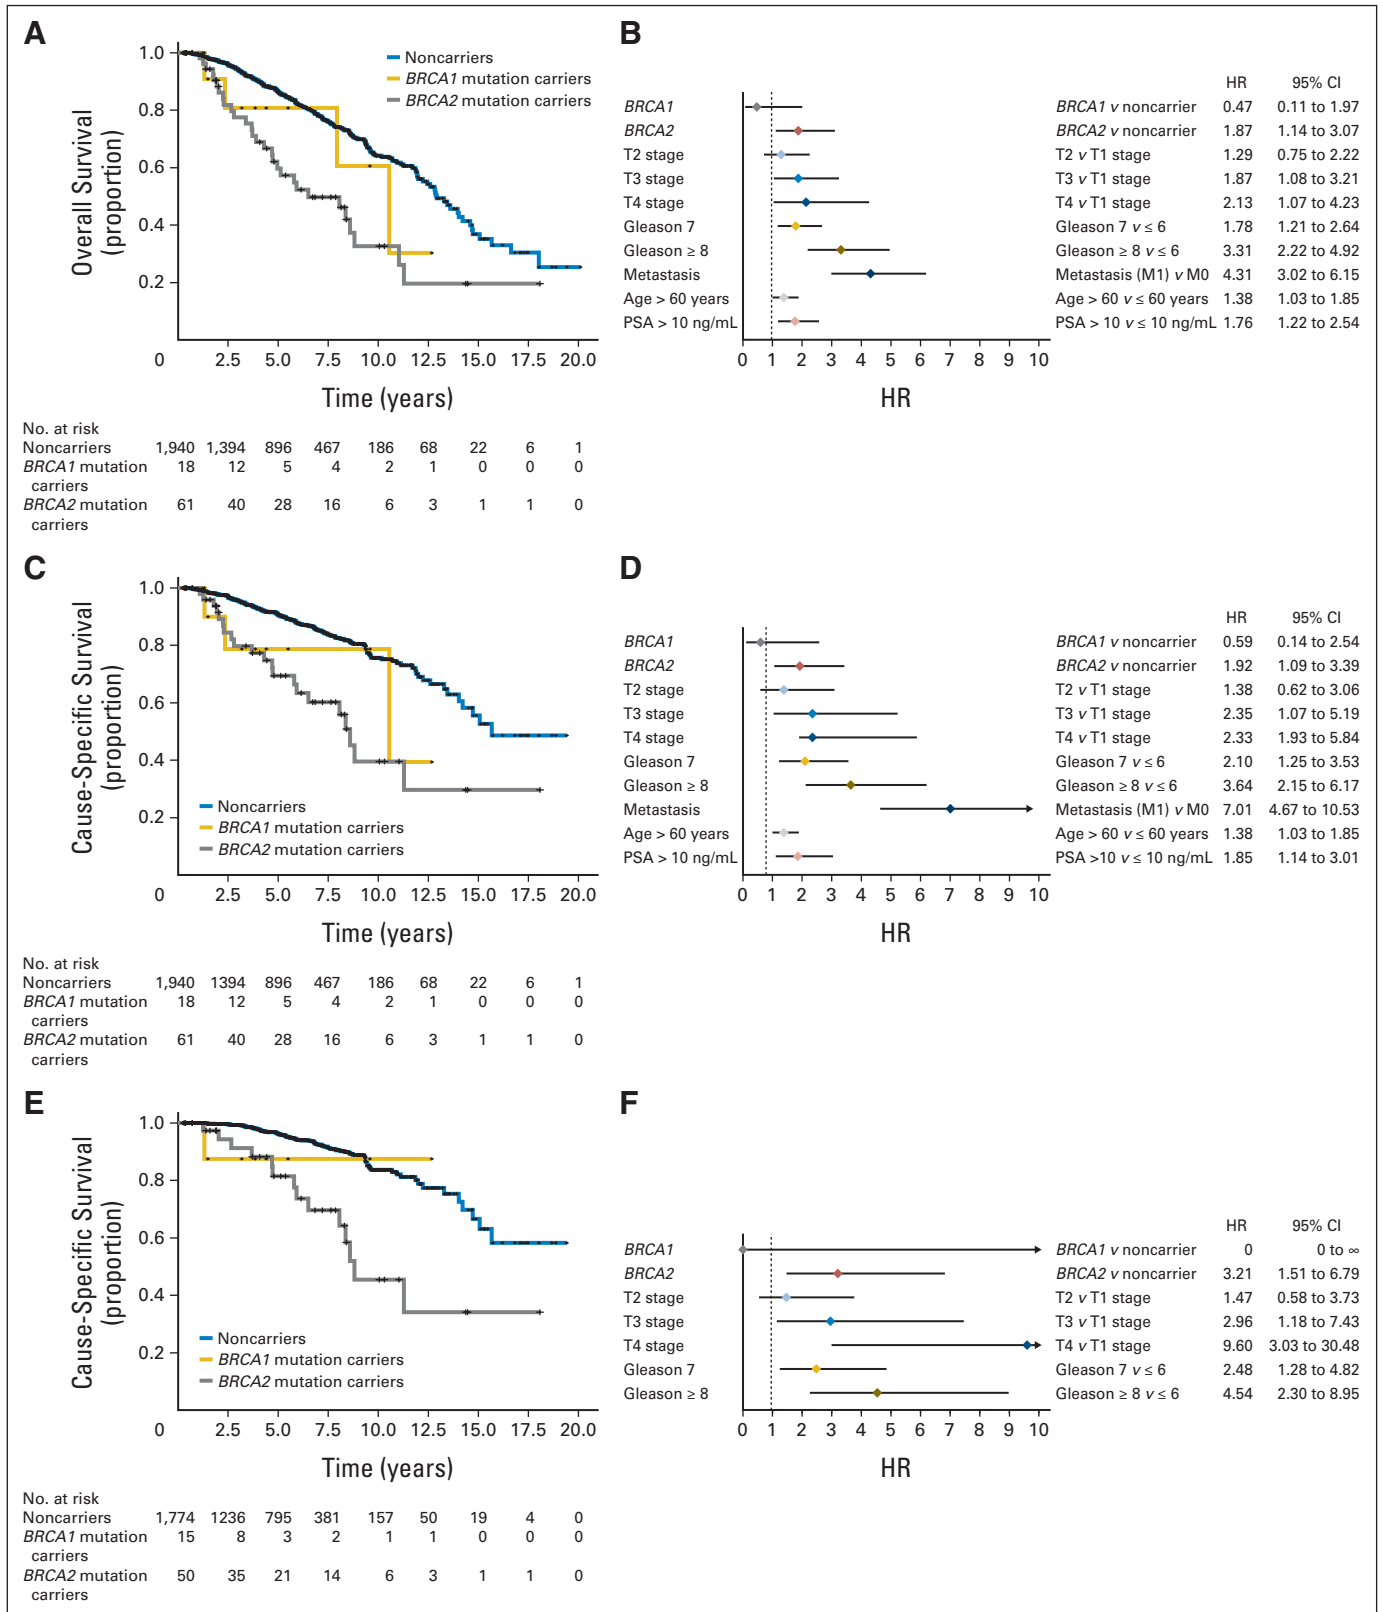 A
1.0
0.8
0.6
0.4
0.2
Overall Survival
(proportion)
Noncarriers
BRCA1 mutation carriers
BRCA2 mutation carriers
0 2.5 5.0 7.5 10.0 12.5 15.0 17.5 20.0
Time (years)
No. at risk
Noncarriers 1,940 1,394 896 467 186 68 22 6 1
BRCA1 mutation 18 12 5 4 2 1 0 0 0
carriers
BRCA2 mutation 61 40 28 16 6 3 1 1 0
carriers
B
HR 95% CI
BRCA1 BRCA1 v noncarrier 0.47 0.11 to 1.97
BRCA2 BRCA2 v noncarrier 1.87 1.14 to 3.07
T2 stage T2 v T1 stage 1.29 0.75 to 2.22
T3 stage T3 v T1 stage 1.87 1.08 to 3.21
T4 stage T4 v T1 stage 2.13 1.07 to 4.23
Gleason 7 Gleason 7 v ≤ 6 1.78 1.21 to 2.64
Gleason ≥ 8 Gleason ≥ 8 v ≤ 6 3.31 2.22 to 4.92
Metastasis Metastasis (M1) v M0 4.31 3.02 to 6.15
Age > 60 years Age > 60 v ≤ 60 years 1.38 1.03 to 1.85
PSA > 10 ng/mL PSA > 10 v ≤ 10 ng/mL 1.76 1.22 to 2.54
0 1 2 3 4 5 6 7 8 9 10
HR
C
1.0
0.8
0.6
0.4
0.2
Cause-Specific Survival
(proportion)
Noncarriers
BRCA1 mutation carriers
BRCA2 mutation carriers
0 2.5 5.0 7.5 10.0 12.5 15.0 17.5 20.0
Time (years)
No. at risk
Noncarriers 1,940 1394 896 467 186 68 22 6 1
BRCA1 mutation 18 12 5 4 2 1 0 0 0
carriers
BRCA2 mutation 61 40 28 16 6 3 1 1 0
carriers
D
HR 95% CI
BRCA1 BRCA1 v noncarrier 0.59 0.14 to 2.54
BRCA2 BRCA2 v noncarrier 1.92 1.09 to 3.39
T2 stage T2 v T1 stage 1.38 0.62 to 3.06
T3 stage T3 v T1 stage 2.35 1.07 to 5.19
T4 stage T4 v T1 stage 2.33 1.93 to 5.84
Gleason 7 Gleason 7 v ≤ 6 2.10 1.25 to 3.53
Gleason ≥ 8 Gleason ≥ 8 v ≤ 6 3.64 2.15 to 6.17
Metastasis Metastasis (M1) v M0 7.01 4.67 to 10.53
Age > 60 years Age > 60 v ≤ 60 years 1.38 1.03 to 1.85
PSA > 10 ng/mL PSA >10 v ≤ 10 ng/mL 1.85 1.14 to 3.01
0 1 2 3 4 5 6 7 8 9 10
HR
E
1.0
0.8
0.6
0.4
0.2
Cause-Specific Survival
(proportion)
Noncarriers
BRCA1 mutation carriers
BRCA2 mutation carriers
0 2.5 5.0 7.5 10.0 12.5 15.0 17.5 20.0
Time (years)
No. at risk
Noncarriers 1,774 1236 795 381 157 50 19 4 0
BRCA1 mutation 15 8 3 2 1 1 0 0 0
carriers
BRCA2 mutation 50 35 21 14 6 3 1 1 0
carriers
F
HR 95% CI
BRCA1 BRCA1 v noncarrier 0 0 to ∞
BRCA2 BRCA2 v noncarrier 3.21 1.51 to 6.79
T2 stage T2 v T1 stage 1.47 0.58 to 3.73
T3 stage T3 v T1 stage 2.96 1.18 to 7.43
T4 stage T4 v T1 stage 9.60 3.03 to 30.48
Gleason 7 Gleason 7 v ≤ 6 2.48 1.28 to 4.82
Gleason ≥ 8 Gleason ≥ 8 v ≤ 6 4.54 2.30 to 8.95
0 1 2 3 4 5 6 7 8 9 10
HR